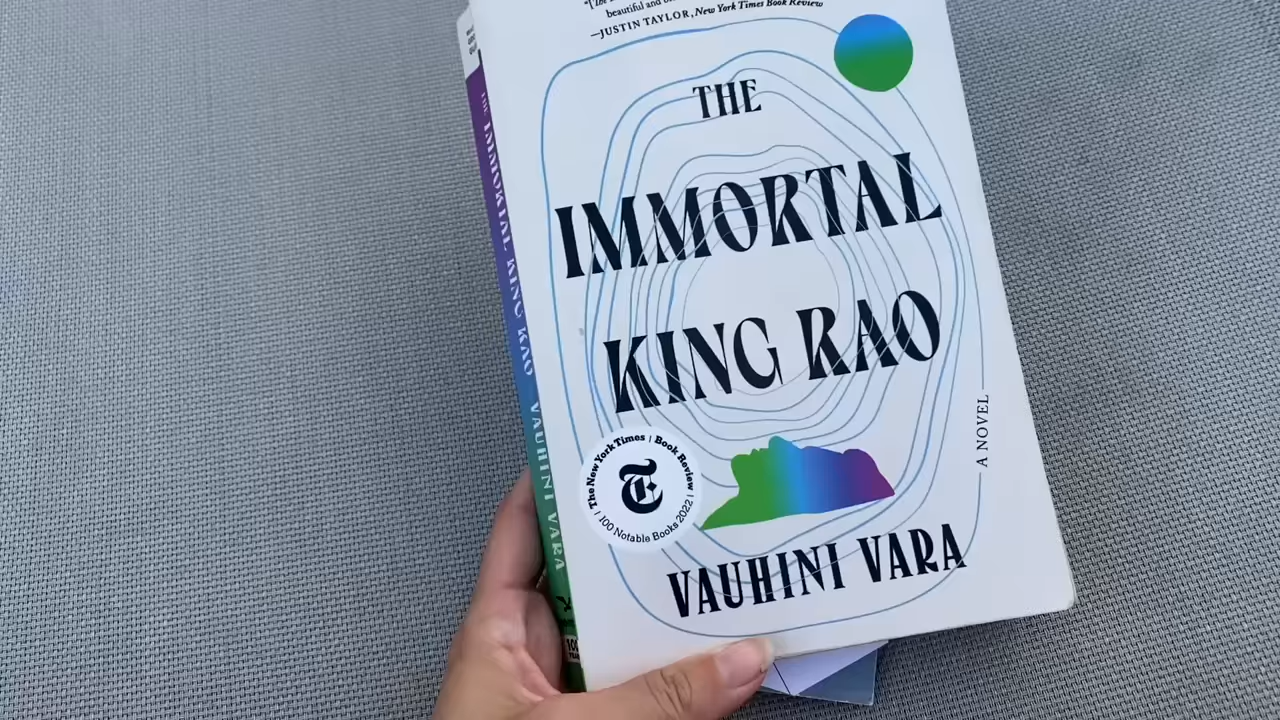 beautiful and
—JUSTIN TAYLOR, New York Times Book Review
THE
IMMORTAL
KING RAO
A NOVEL
The New York Times | Book Review
T
| 100 Notable Books 2022 |
VAUHINI VARA
THE IMMORTAL KING RAO VAUHINI VARA